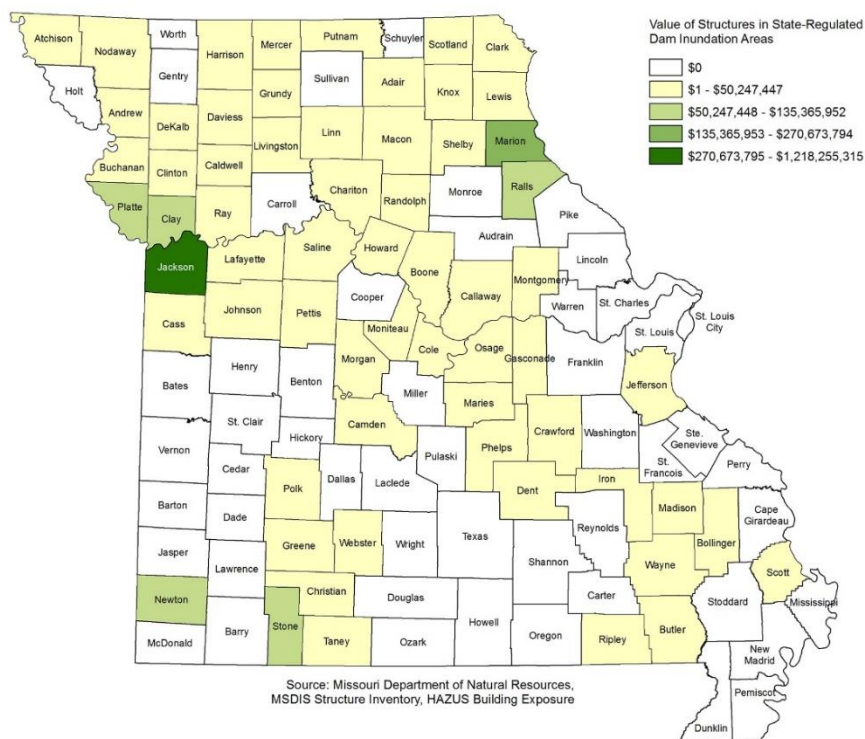 Value of Structures in State-Regulated
Dam Inundation Areas
$0
$1 - $50,247,447
$50,247,448 - $135,365,952
$135,365,953 - $270,673,794
$270,673,795 - $1,218,255,315
Atchison
Nodaway
Worth
Harrison
Mercer
Putnam
Schuyler
Scotland
Clark
Gentry
Holt
Sullivan
Adair
Knox
Lewis
Grundy
Andrew
DeKalb
Daviess
Linn
Macon
Shelby
Marion
Livingston
Buchanan
Clinton
Caldwell
Chariton
Randolph
Monroe
Ralls
Pike
Platte
Clay
Ray
Carroll
Audrain
Jackson
Lafayette
Saline
Howard
Boone
Callaway
Montgomery
Lincoln
Warren
St. Charles
St. Louis
St. Louis
City
Cass
Johnson
Pettis
Cooper
Moniteau
Cole
Osage
Gasconade
Franklin
Jefferson
Morgan
Bates
Henry
Benton
Miller
Maries
Camden
St. Clair
Hickory
Crawford
Washington
Ste.
Genevieve
St.
Francois
Perry
Vernon
Cedar
Polk
Dallas
Laclede
Pulaski
Phelps
Dent
Iron
Madison
Cape
Girardeau
Barton
Dade
Reynolds
Bollinger
Jasper
Greene
Webster
Wright
Texas
Shannon
Wayne
Scott
Lawrence
Christian
Douglas
Carter
Stoddard
Mississippi
Newton
Stone
McDonald
Barry
Taney
Ozark
Howell
Oregon
Ripley
Butler
New
Madrid
Pemiscot
Dunklin
Source: Missouri Department of Natural Resources,
MSDIS Structure Inventory, HAZUS Building Exposure